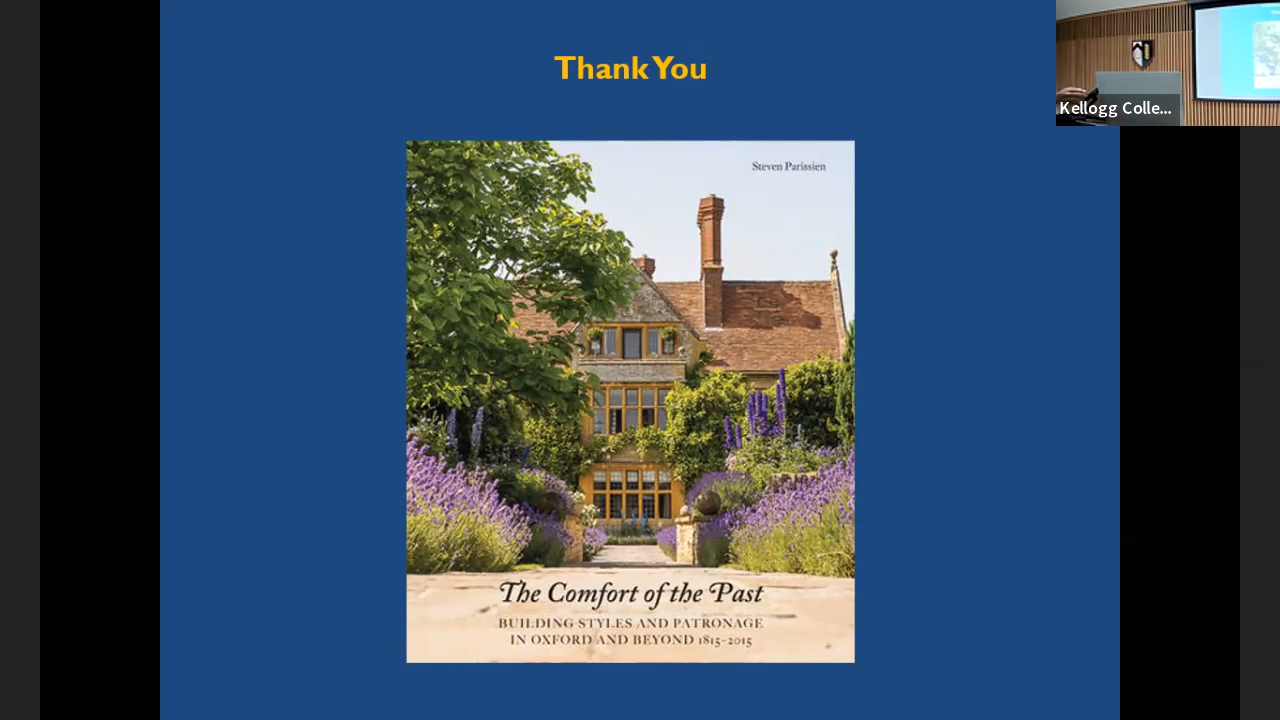 Thank You
Kellogg Colle...
Steven Parissien
The Comfort of the Past
BUILDING STYLES AND PATRONAGE
IN OXFORD AND BEYOND 1815–2015